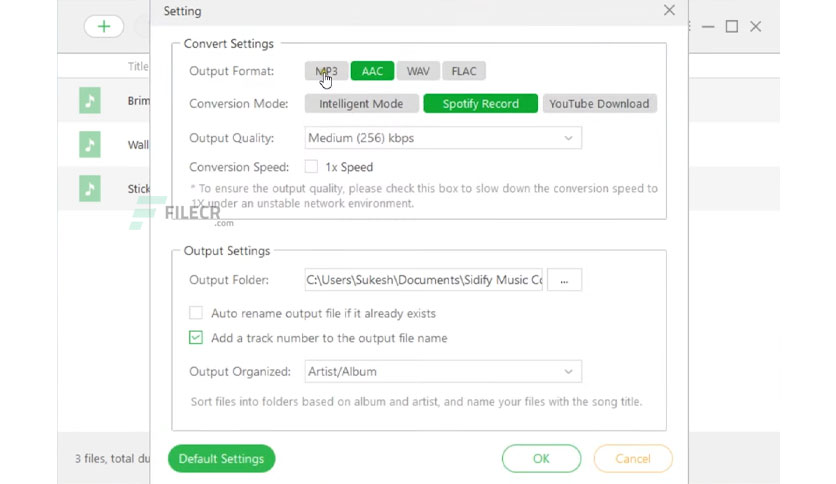 Setting
Convert Settings
Output Format: MP3 AAC WAV FLAC
Title
Conversion Mode: Intelligent Mode Spotify Record YouTube Download
Brim
Output Quality: Medium (256) kbps
Wall
Conversion Speed: 1x Speed
* To ensure the output quality, please check this box to slow down the conversion speed to
Stick
1X under an unstable network environment.
FILECR
.com
Output Settings
Output Folder: C:\Users\Sukesh\Documents\Sidify Music Co ...
Auto rename output file if it already exists
Add a track number to the output file name
Output Organized: Artist/Album
Sort files into folders based on album and artist, and name your files with the song title.
3 files, total du
Default Settings OK Cancel